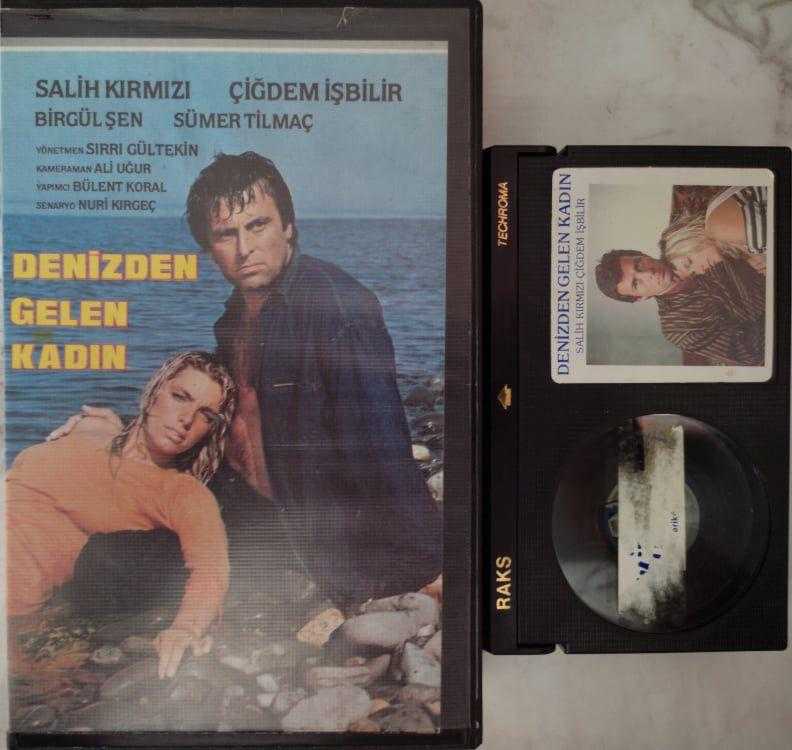 SALİH KIRMIZI ÇİĞDEM İŞBİLİR
BİRGÜL ŞEN SÜMER TİLMAÇ
YÖNETMEN SIRRI GÜLTEKİN
KAMERAMAN ALİ UĞUR
YAPIMCI BÜLENT KORAL
SENARYO NURİ KIRGEÇ
DENİZDEN
GELEN
KADIN
TECHROMA
RAKS
DENİZDEN GELEN KADIN
SALİH KIRMIZI ÇİĞDEM İŞBİLİR